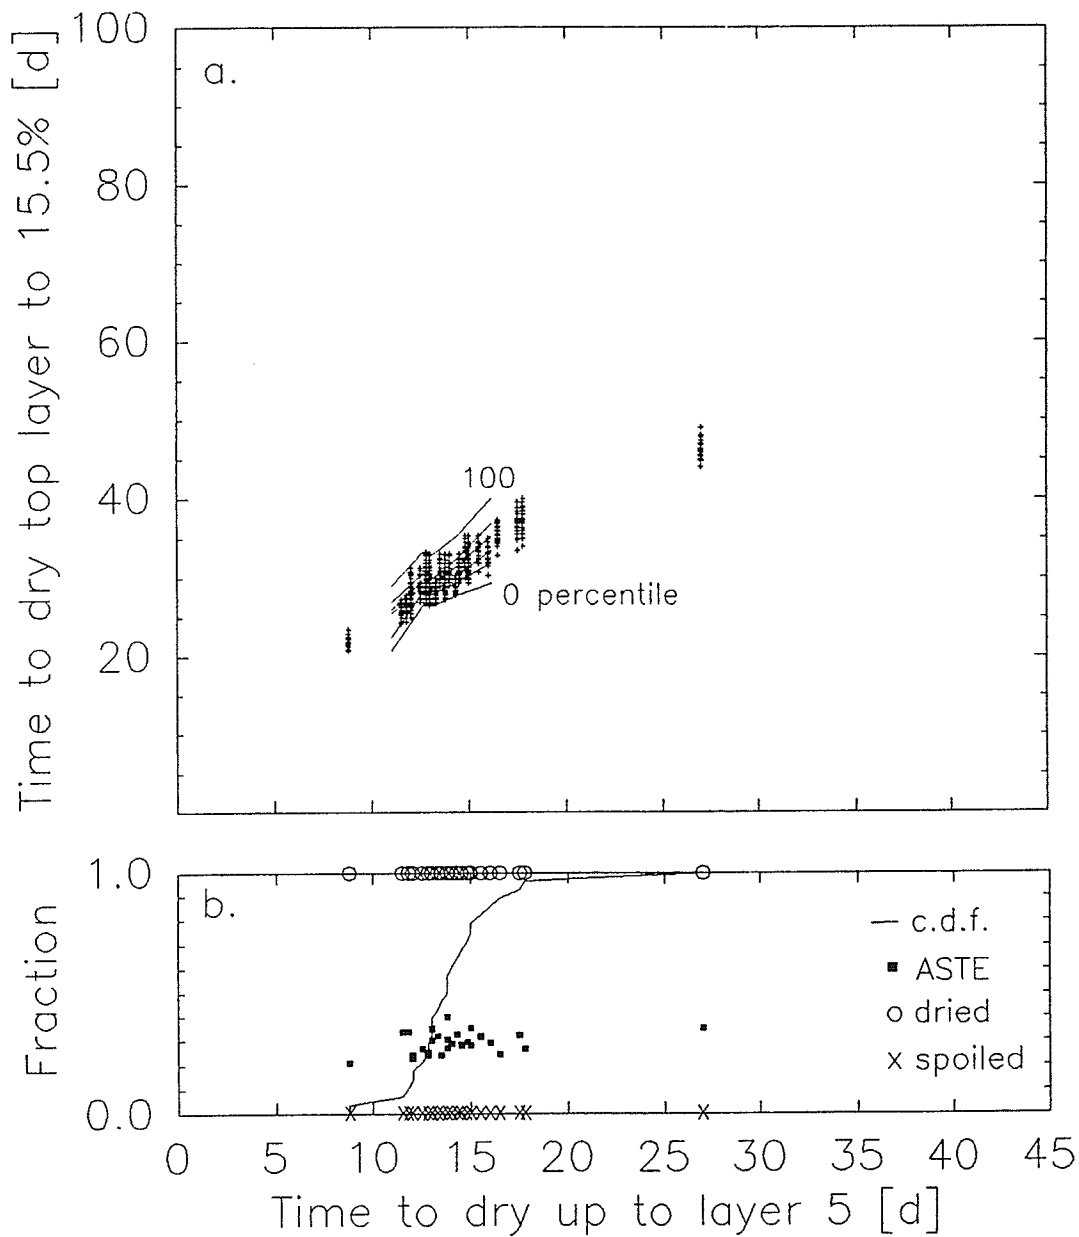 Time to dry top layer to 15.5% [d]
100
80
60
40
20
a.
100
0 percentile
Fraction
1.0
0.0
b.
— c.d.f.
■ ASTE
o dried
x spoiled
0 5 10 15 20 25 30 35 40 45
Time to dry up to layer 5 [d]